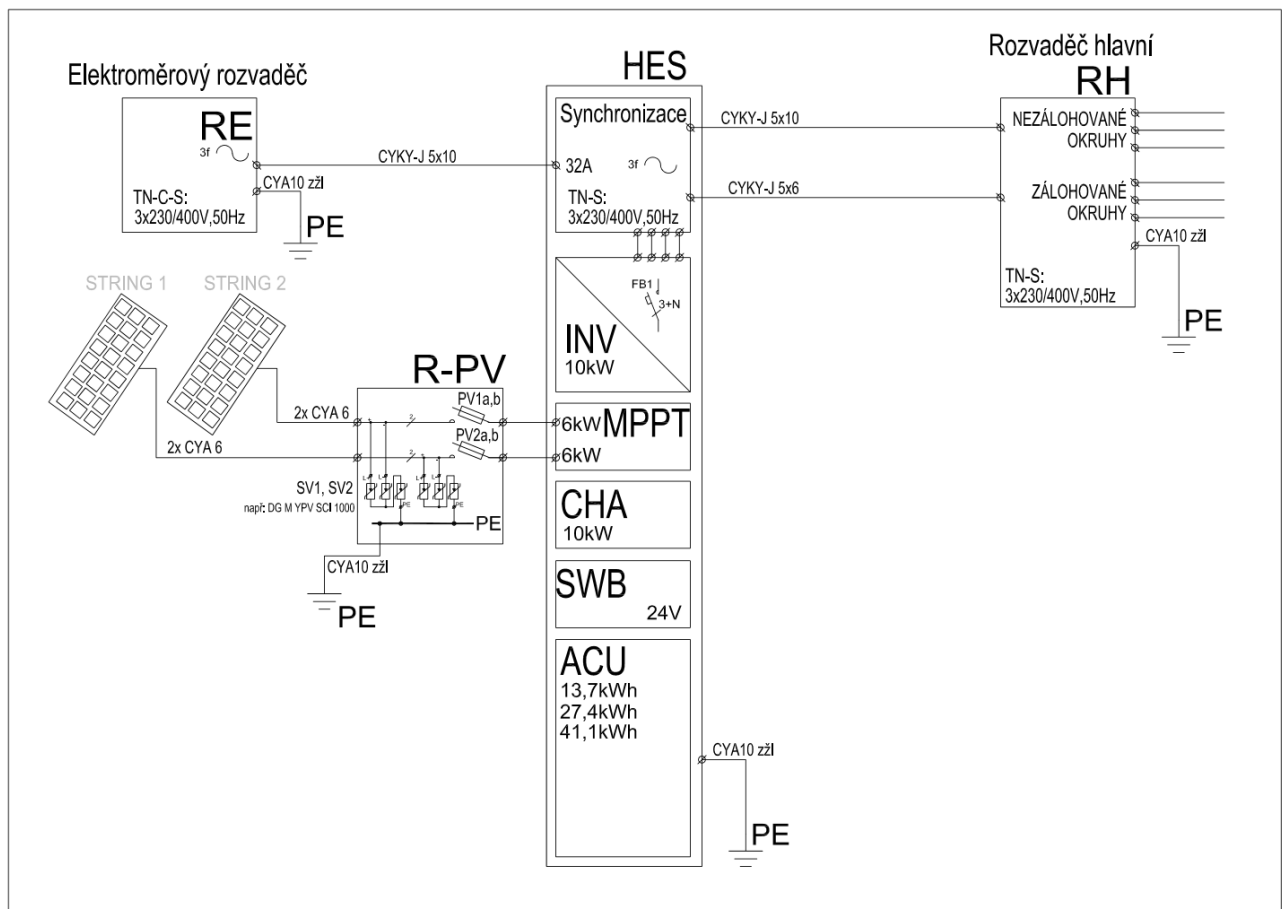 Elektroměrový rozvaděč
RE
3f
TN-C-S:
3x230/400V,50Hz
CYA10 zžl
PE
CYKY-J 5x10
HES
Synchronizace
32A
3f
TN-S:
3x230/400V,50Hz
CYKY-J 5x10
CYKY-J 5x6
Rozvaděč hlavní
RH
NEZÁLOHOVANÉ
OKRUHY
ZÁLOHOVANÉ
OKRUHY
TN-S:
3x230/400V,50Hz
CYA10 zžl
PE
STRING 1
STRING 2
2x CYA 6
2x CYA 6
R-PV
PV1a,b
2
PV2a,b
2
L+
L-
PE
L+
L-
PE
SV1, SV2
např: DG M YPV SCI 1000
PE
CYA10 zžl
PE
FB1
3+N
INV
10kW
MPPT
6kW
6kW
CHA
10kW
SWB
24V
ACU
13,7kWh
27,4kWh
41,1kWh
CYA10 zžl
PE